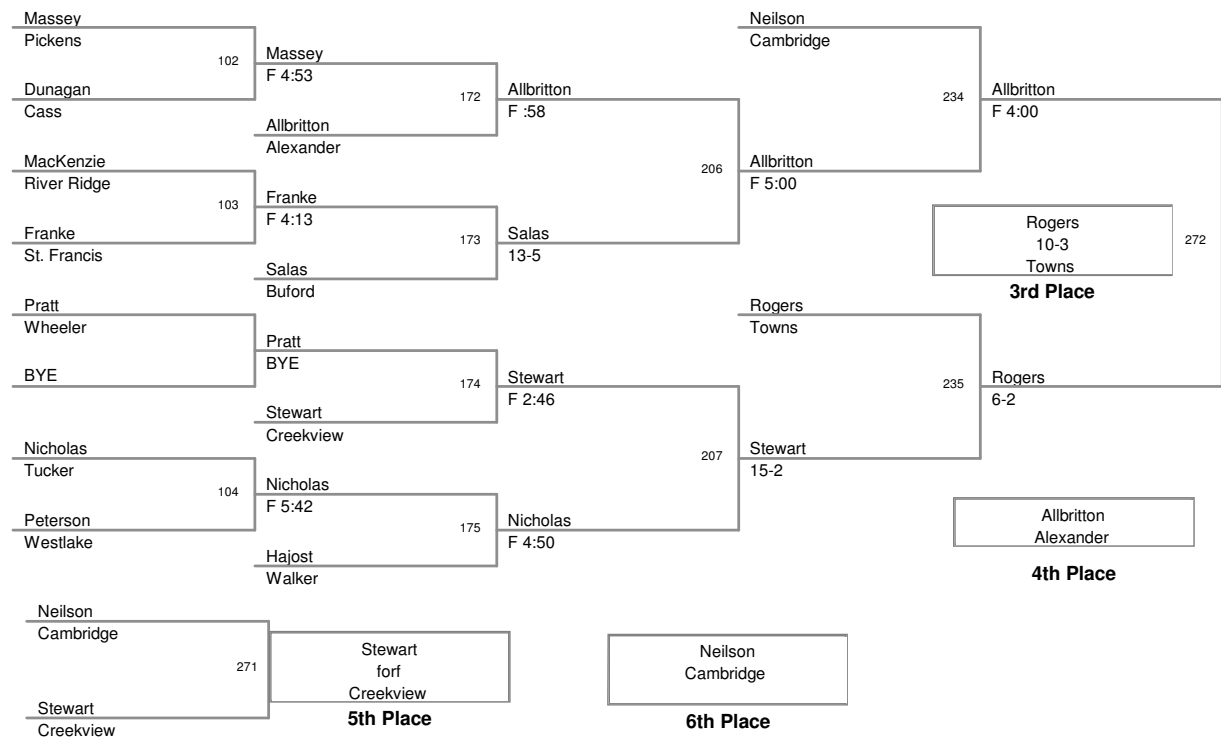 Massey
Pickens
102
Dunagan
Cass
Massey
F 4:53
172
Allbritton
Alexander
MacKenzie
River Ridge
103
Franke
St. Francis
Franke
F 4:13
173
Salas
Buford
Pratt
Wheeler
BYE
Pratt
BYE
174
Stewart
Creekview
Nicholas
Tucker
104
Peterson
Westlake
Nicholas
F 5:42
175
Hajost
Walker
Allbritton
F :58
206
Salas
13-5
Stewart
F 2:46
207
Nicholas
F 4:50
Neilson
Cambridge
234
Allbritton
F 5:00
Rogers
Towns
235
Stewart
15-2
Allbritton
F 4:00
272
Rogers
10-3
Towns
3rd Place
Rogers
6-2
Allbritton
Alexander
4th Place
Neilson
Cambridge
271
Stewart
Creekview
Stewart
forf
Creekview
5th Place
Neilson
Cambridge
6th Place